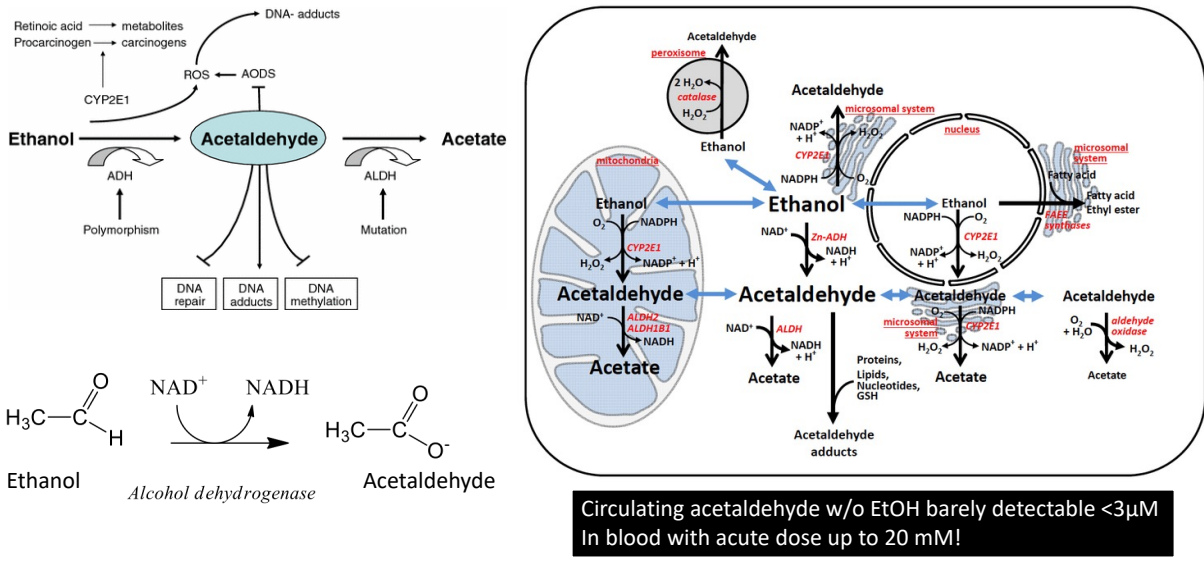 DNA- adducts
Retinoic acid → metabolites
Procarcinogen → carcinogens
ROS ← AODS
CYP2E1
Ethanol
Acetaldehyde
Acetate
ADH
ALDH
Polymorphism
Mutation
DNA
repair
DNA
adducts
DNA
methylation
H₃C—C
O
H
NAD⁺
NADH
H₃C—C
O
O⁻
Ethanol
Alcohol dehydrogenase
Acetaldehyde
Acetaldehyde
peroxisome
2 H₂O
catalase
H₂O₂
Ethanol
Acetaldehyde
microsomal system
NADP⁺
+ H⁺
H₂O₂
CYP2E1
NADPH
O₂
nucleus
microsomal
system
Fatty acid
Fatty acid
Ethyl ester
FAEE
synthases
mitochondria
Ethanol
O₂
NADPH
CYP2E1
H₂O₂
NADP⁺ + H⁺
Acetaldehyde
NAD⁺
ALDH2
ALDH1B1
NADH
Acetate
Ethanol
NAD⁺
Zn-ADH
NADH
+ H⁺
Acetaldehyde
NAD⁺
ALDH
NADH
+ H⁺
Acetate
Proteins,
Lipids,
Nucleotides,
GSH
Acetaldehyde
adducts
Ethanol
NADPH
O₂
CYP2E1
NADP⁺
+ H⁺
H₂O₂
Acetaldehyde
O₂
NADPH
microsomal
system
CYP2E1
H₂O₂
NADP⁺ + H⁺
Acetate
Acetaldehyde
O₂
+ H₂O
aldehyde
oxidase
H₂O₂
Acetate
Circulating acetaldehyde w/o EtOH barely detectable <3µM
In blood with acute dose up to 20 mM!